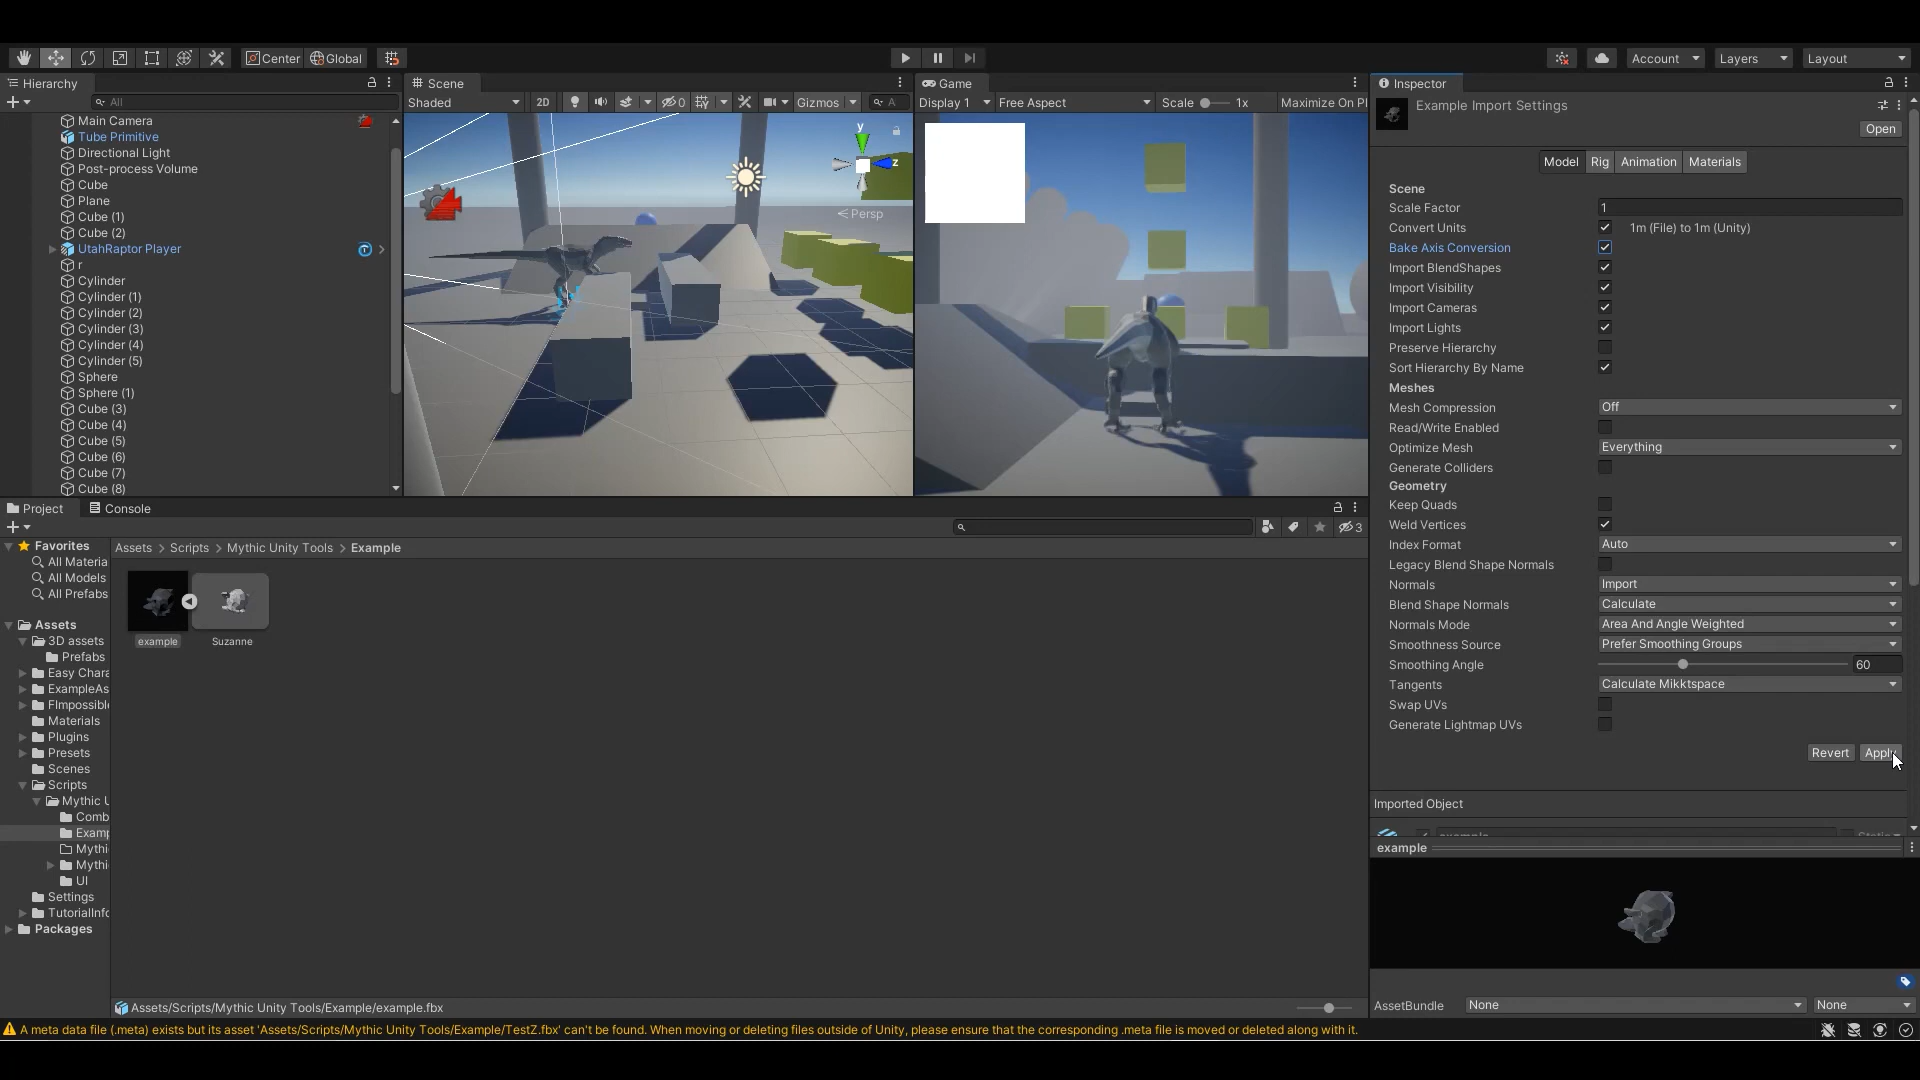 Center
Global
Account
Layers
Layout
Hierarchy
All
Main Camera
Tube Primitive
Directional Light
Post-process Volume
Cube
Plane
Cube (1)
Cube (2)
UtahRaptor Player
r
Cylinder
Cylinder (1)
Cylinder (2)
Cylinder (3)
Cylinder (4)
Cylinder (5)
Sphere
Sphere (1)
Cube (3)
Cube (4)
Cube (5)
Cube (6)
Cube (7)
Cube (8)
Scene
Shaded
2D
0
Gizmos
A
y
z
< Persp
Game
Display 1
Free Aspect
Scale
1x
Maximize On Pl
Inspector
Example Import Settings
Open
Model
Rig
Animation
Materials
Scene
Scale Factor
1
Convert Units
1m (File) to 1m (Unity)
Bake Axis Conversion
Import BlendShapes
Import Visibility
Import Cameras
Import Lights
Preserve Hierarchy
Sort Hierarchy By Name
Meshes
Mesh Compression
Off
Read/Write Enabled
Optimize Mesh
Everything
Generate Colliders
Geometry
Keep Quads
Weld Vertices
Index Format
Auto
Legacy Blend Shape Normals
Normals
Import
Blend Shape Normals
Calculate
Normals Mode
Area And Angle Weighted
Smoothness Source
Prefer Smoothing Groups
Smoothing Angle
60
Tangents
Calculate Mikktspace
Swap UVs
Generate Lightmap UVs
Revert
Apply
Imported Object
example
AssetBundle
None
None
Project
Console
3
Favorites
All Materia
All Models
All Prefabs
Assets
3D assets
Prefabs
Easy Chara
ExampleAs
FImpossibl
Materials
Plugins
Presets
Scenes
Scripts
Mythic U
Comb
Examp
Mythi
Mythi
UI
Settings
TutorialInfo
Packages
Assets > Scripts > Mythic Unity Tools > Example
example
Suzanne
Assets/Scripts/Mythic Unity Tools/Example/example.fbx
A meta data file (.meta) exists but its asset 'Assets/Scripts/Mythic Unity Tools/Example/TestZ.fbx' can't be found. When moving or deleting files outside of Unity, please ensure that the corresponding .meta file is moved or deleted along with it.